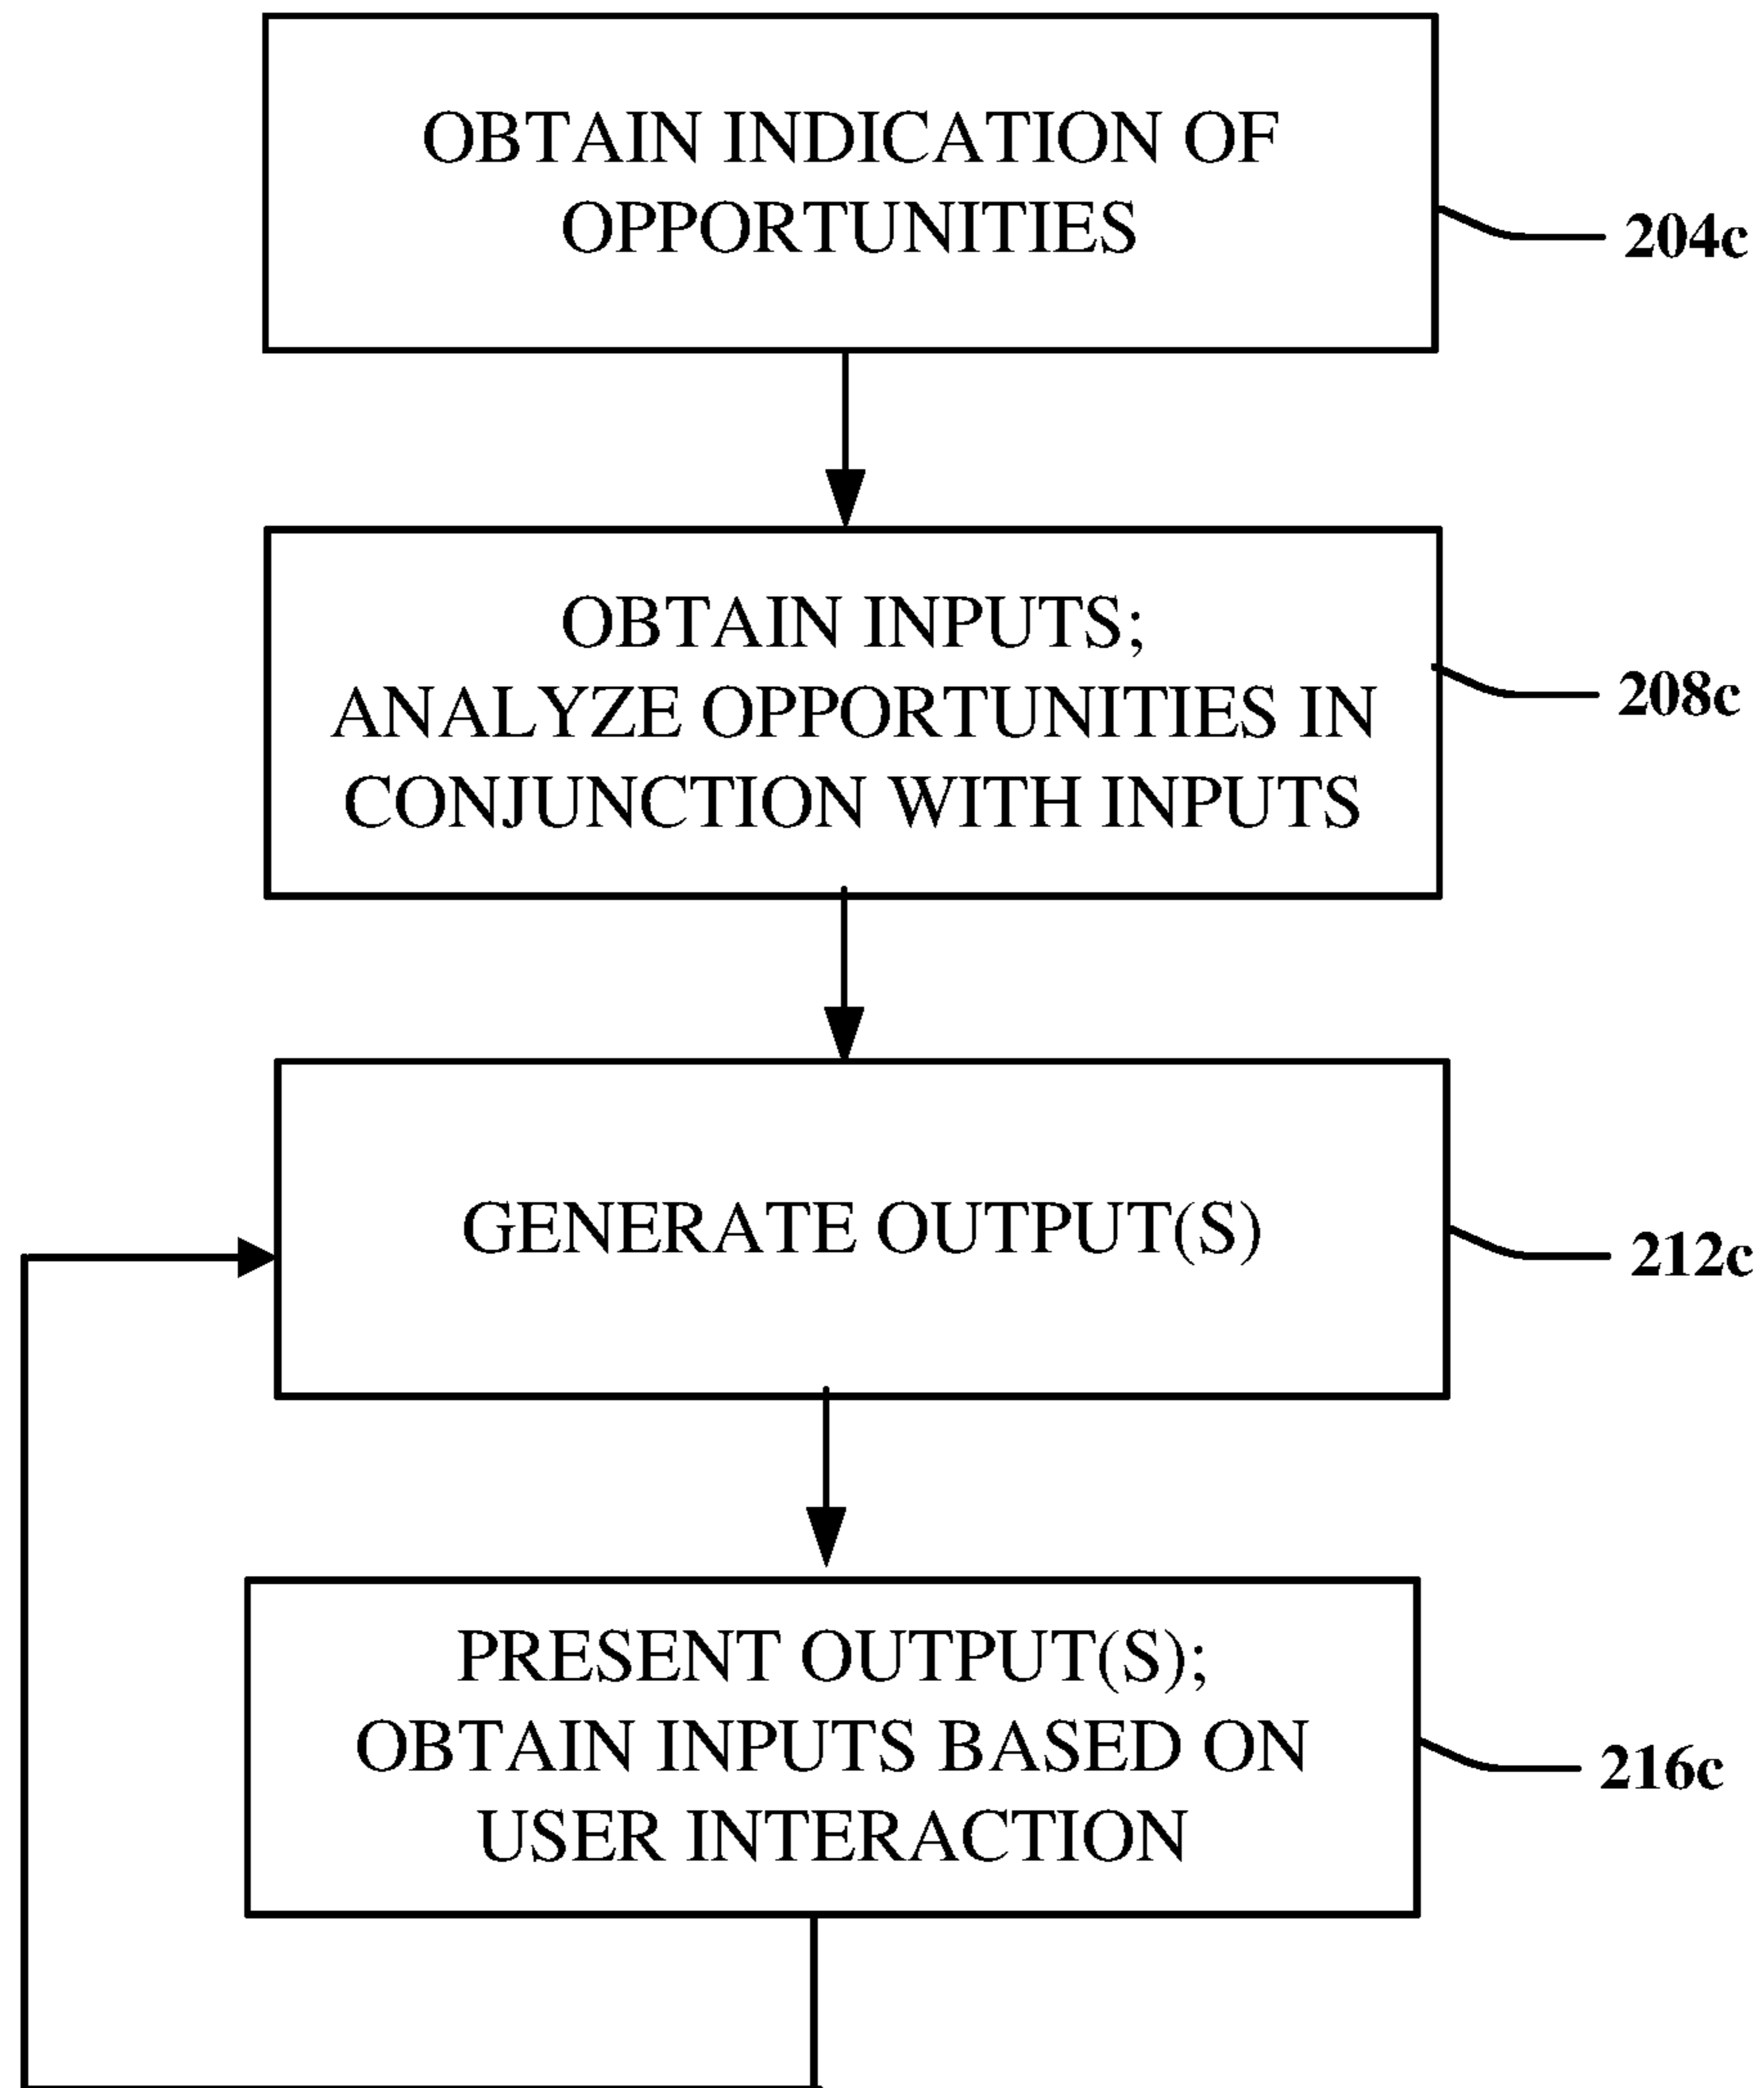 OBTAIN INDICATION OF
OPPORTUNITIES
204c
OBTAIN INPUTS;
ANALYZE OPPORTUNITIES IN
CONJUNCTION WITH INPUTS
208c
GENERATE OUTPUT(S)
212c
PRESENT OUTPUT(S);
OBTAIN INPUTS BASED ON
USER INTERACTION
216c